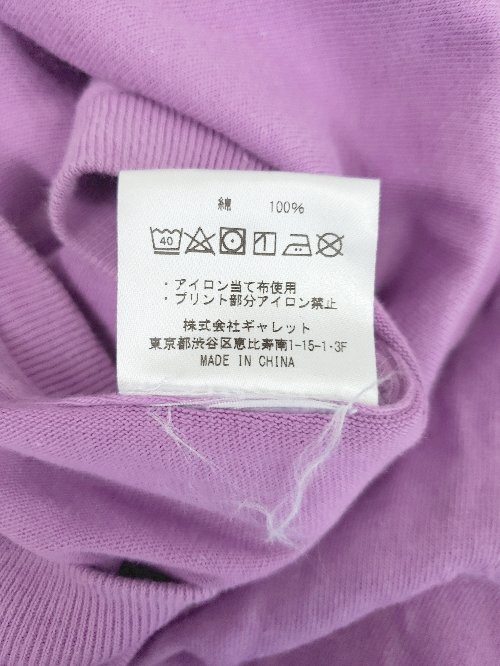 綿 100%
40
・アイロン当て布使用
・プリント部分アイロン禁止
株式会社ギャレット
東京都渋谷区恵比寿南1-15-1-3F
MADE IN CHINA